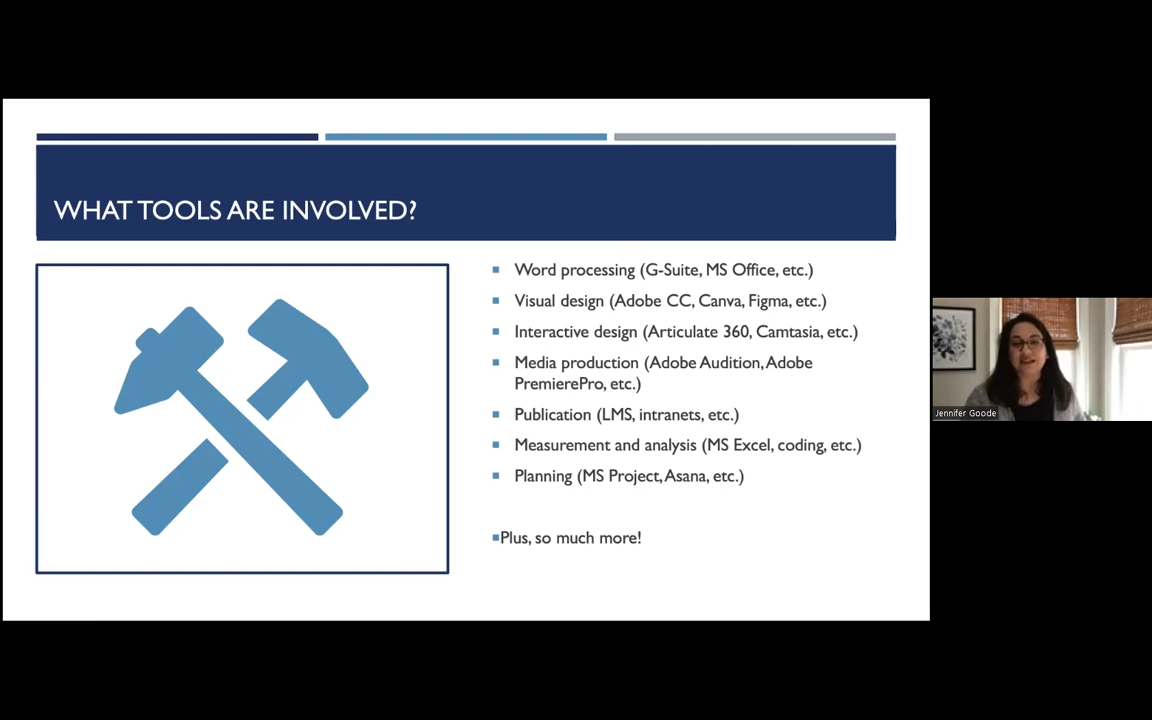 WHAT TOOLS ARE INVOLVED?
Word processing (G-Suite, MS Office, etc.)
Visual design (Adobe CC, Canva, Figma, etc.)
Interactive design (Articulate 360, Camtasia, etc.)
Media production (Adobe Audition, Adobe
PremierePro, etc.)
Publication (LMS, intranets, etc.)
Measurement and analysis (MS Excel, coding, etc.)
Planning (MS Project, Asana, etc.)
Plus, so much more!
Jennifer Goode